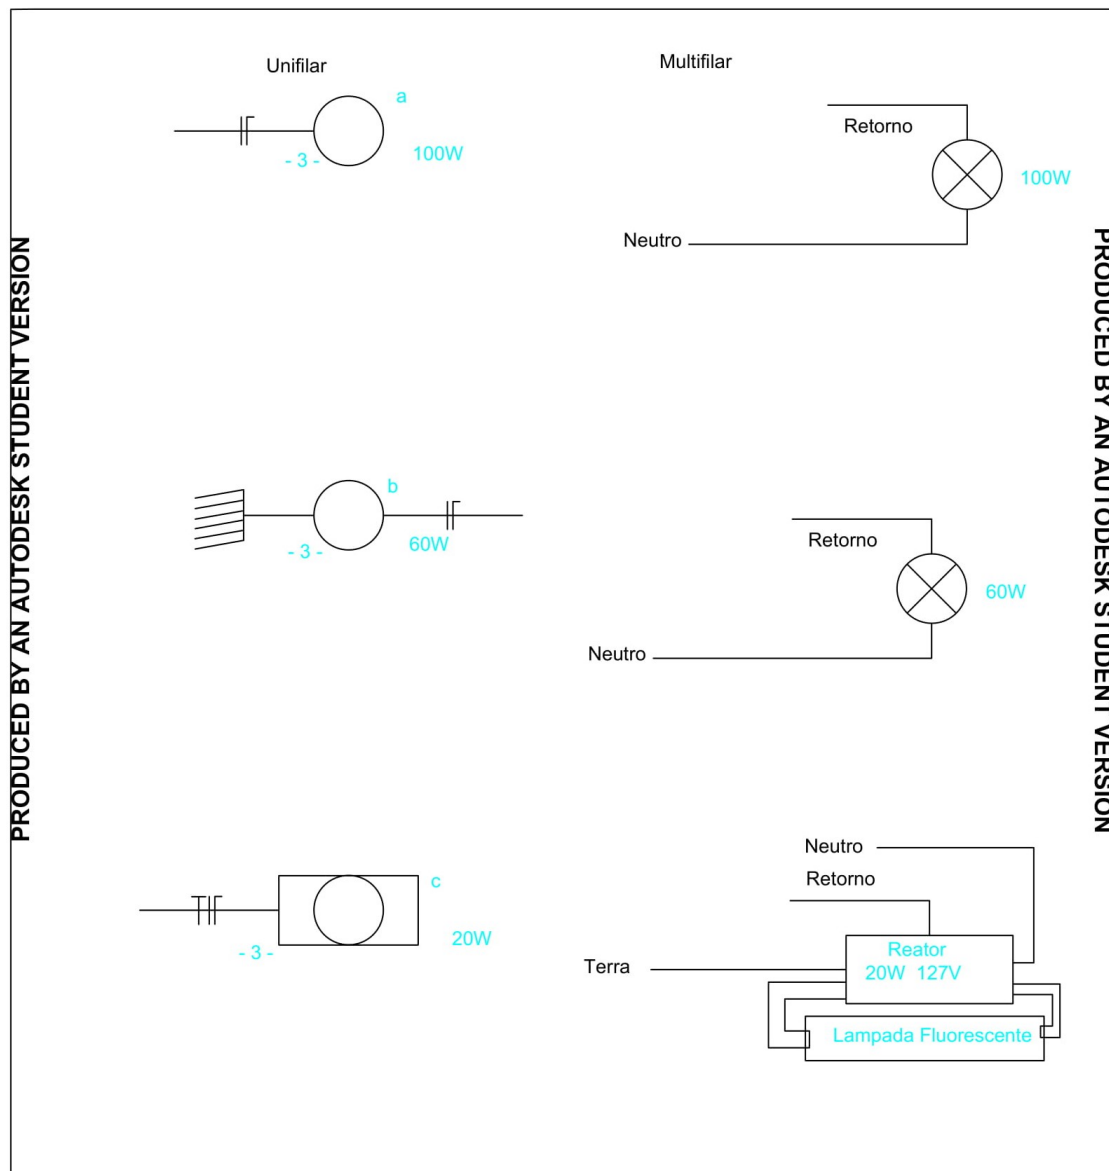 Unifilar
Multifilar
a
- 3 -
100W
Retorno
100W
Neutro
b
- 3 -
60W
Retorno
60W
Neutro
c
- 3 -
20W
Neutro
Retorno
Terra
Reator
20W 127V
Lampada Fluorescente
PRODUCED BY AN AUTODESK STUDENT VERSION
PRODUCED BY AN AUTODESK STUDENT VERSION